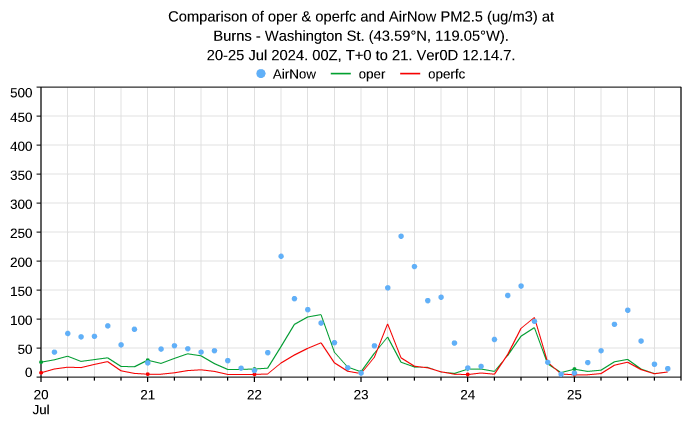 Comparison of oper & operfc and AirNow PM2.5 (ug/m3) at
Burns - Washington St. (43.59°N, 119.05°W).
20-25 Jul 2024. 00Z, T+0 to 21. Ver0D 12.14.7.
AirNow oper operfc
500
450
400
350
300
250
200
150
100
50
0
20 21 22 23 24 25
Jul